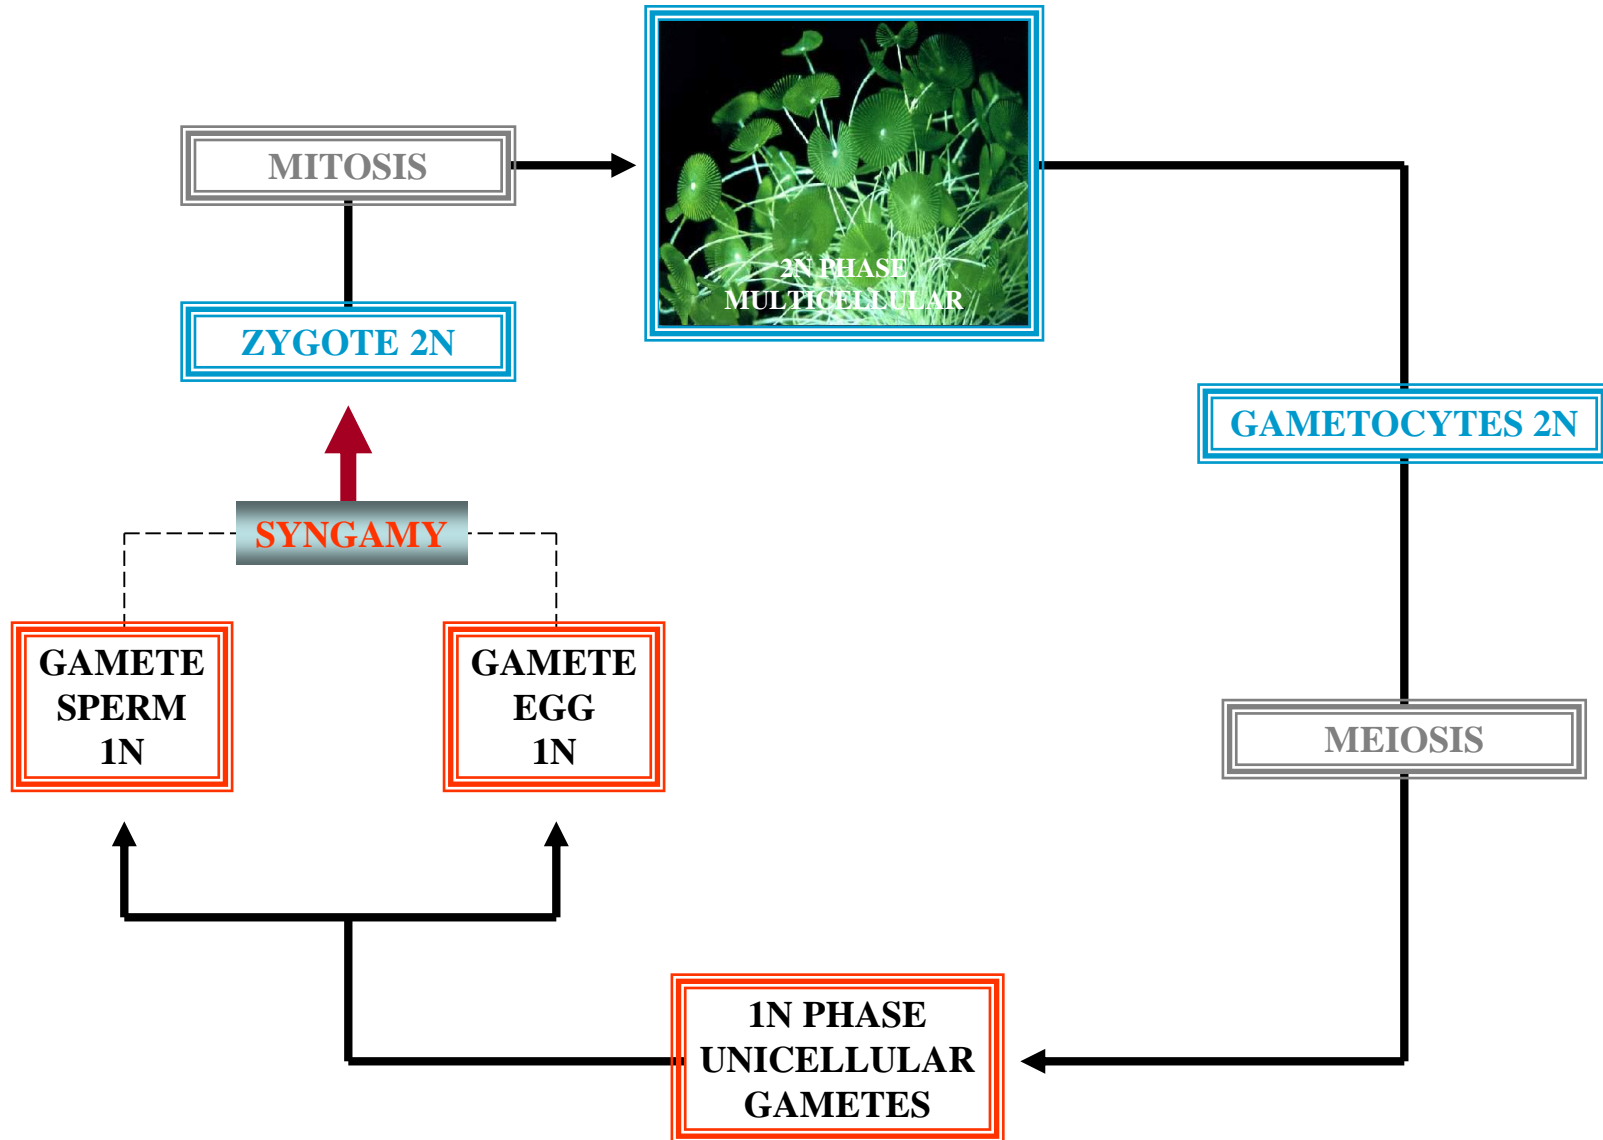 MITOSIS
2N PHASE
MULTICELLULAR
ZYGOTE 2N
GAMETOCYTES 2N
SYNGAMY
GAMETE
SPERM
1N
GAMETE
EGG
1N
MEIOSIS
1N PHASE
UNICELLULAR
GAMETES